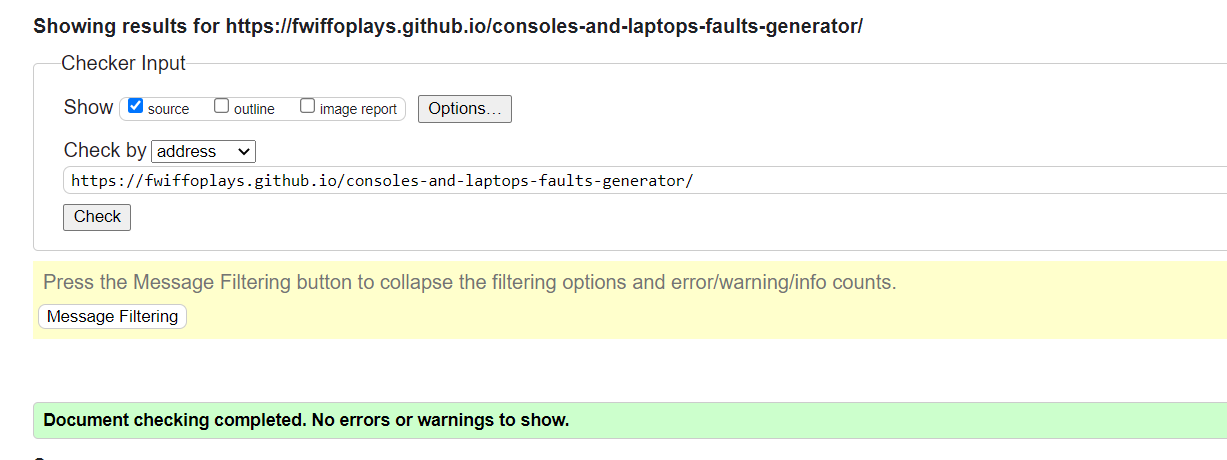 Showing results for https://fwiffoplays.github.io/consoles-and-laptops-faults-generator/
Checker Input
Show source outline image report Options…
Check by address
https://fwiffoplays.github.io/consoles-and-laptops-faults-generator/
Check
Press the Message Filtering button to collapse the filtering options and error/warning/info counts.
Message Filtering
Document checking completed. No errors or warnings to show.